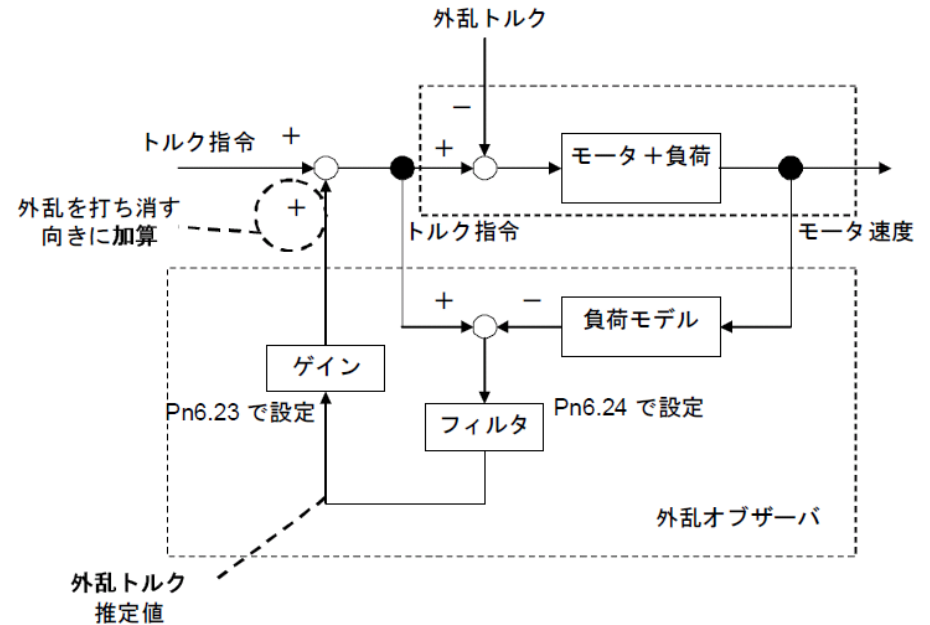 外乱トルク
−
トルク指令
+
+
モータ+負荷
外乱を打ち消す
向きに加算
+
トルク指令
モータ速度
+
−
負荷モデル
ゲイン
Pn6.23 で設定
Pn6.24 で設定
フィルタ
外乱オブザーバ
外乱トルク
推定値